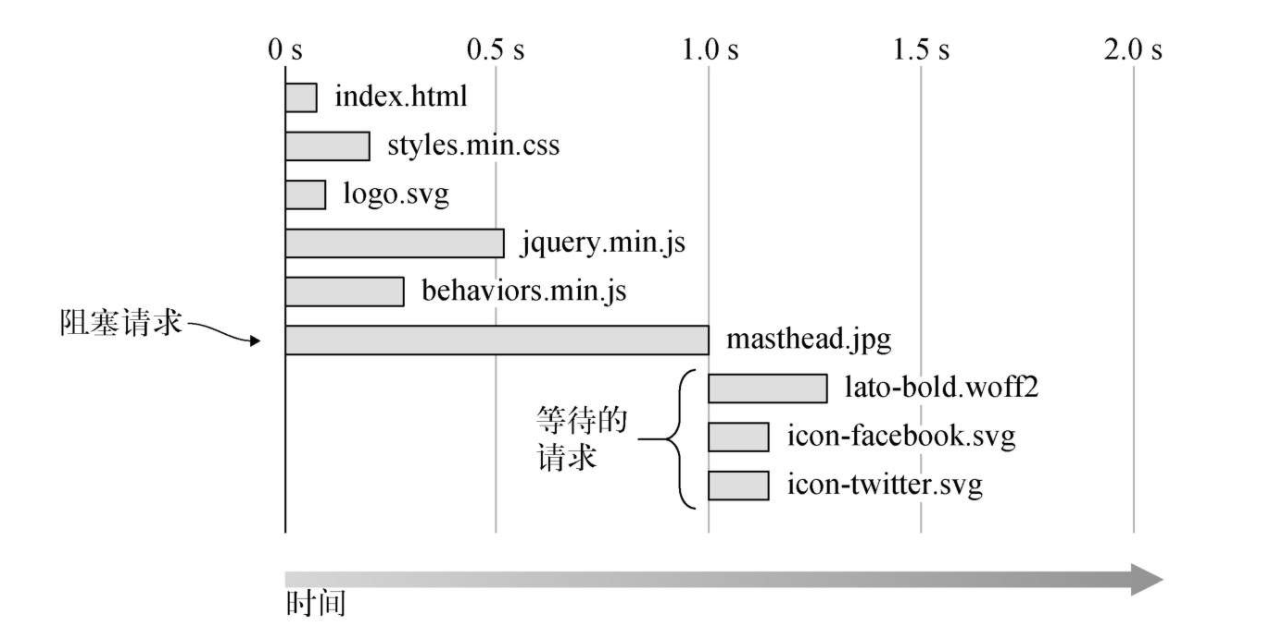 0 s
0.5 s
1.0 s
1.5 s
2.0 s
index.html
styles.min.css
logo.svg
jquery.min.js
behaviors.min.js
阻塞请求
masthead.jpg
lato-bold.woff2
等待的
请求
icon-facebook.svg
icon-twitter.svg
时间